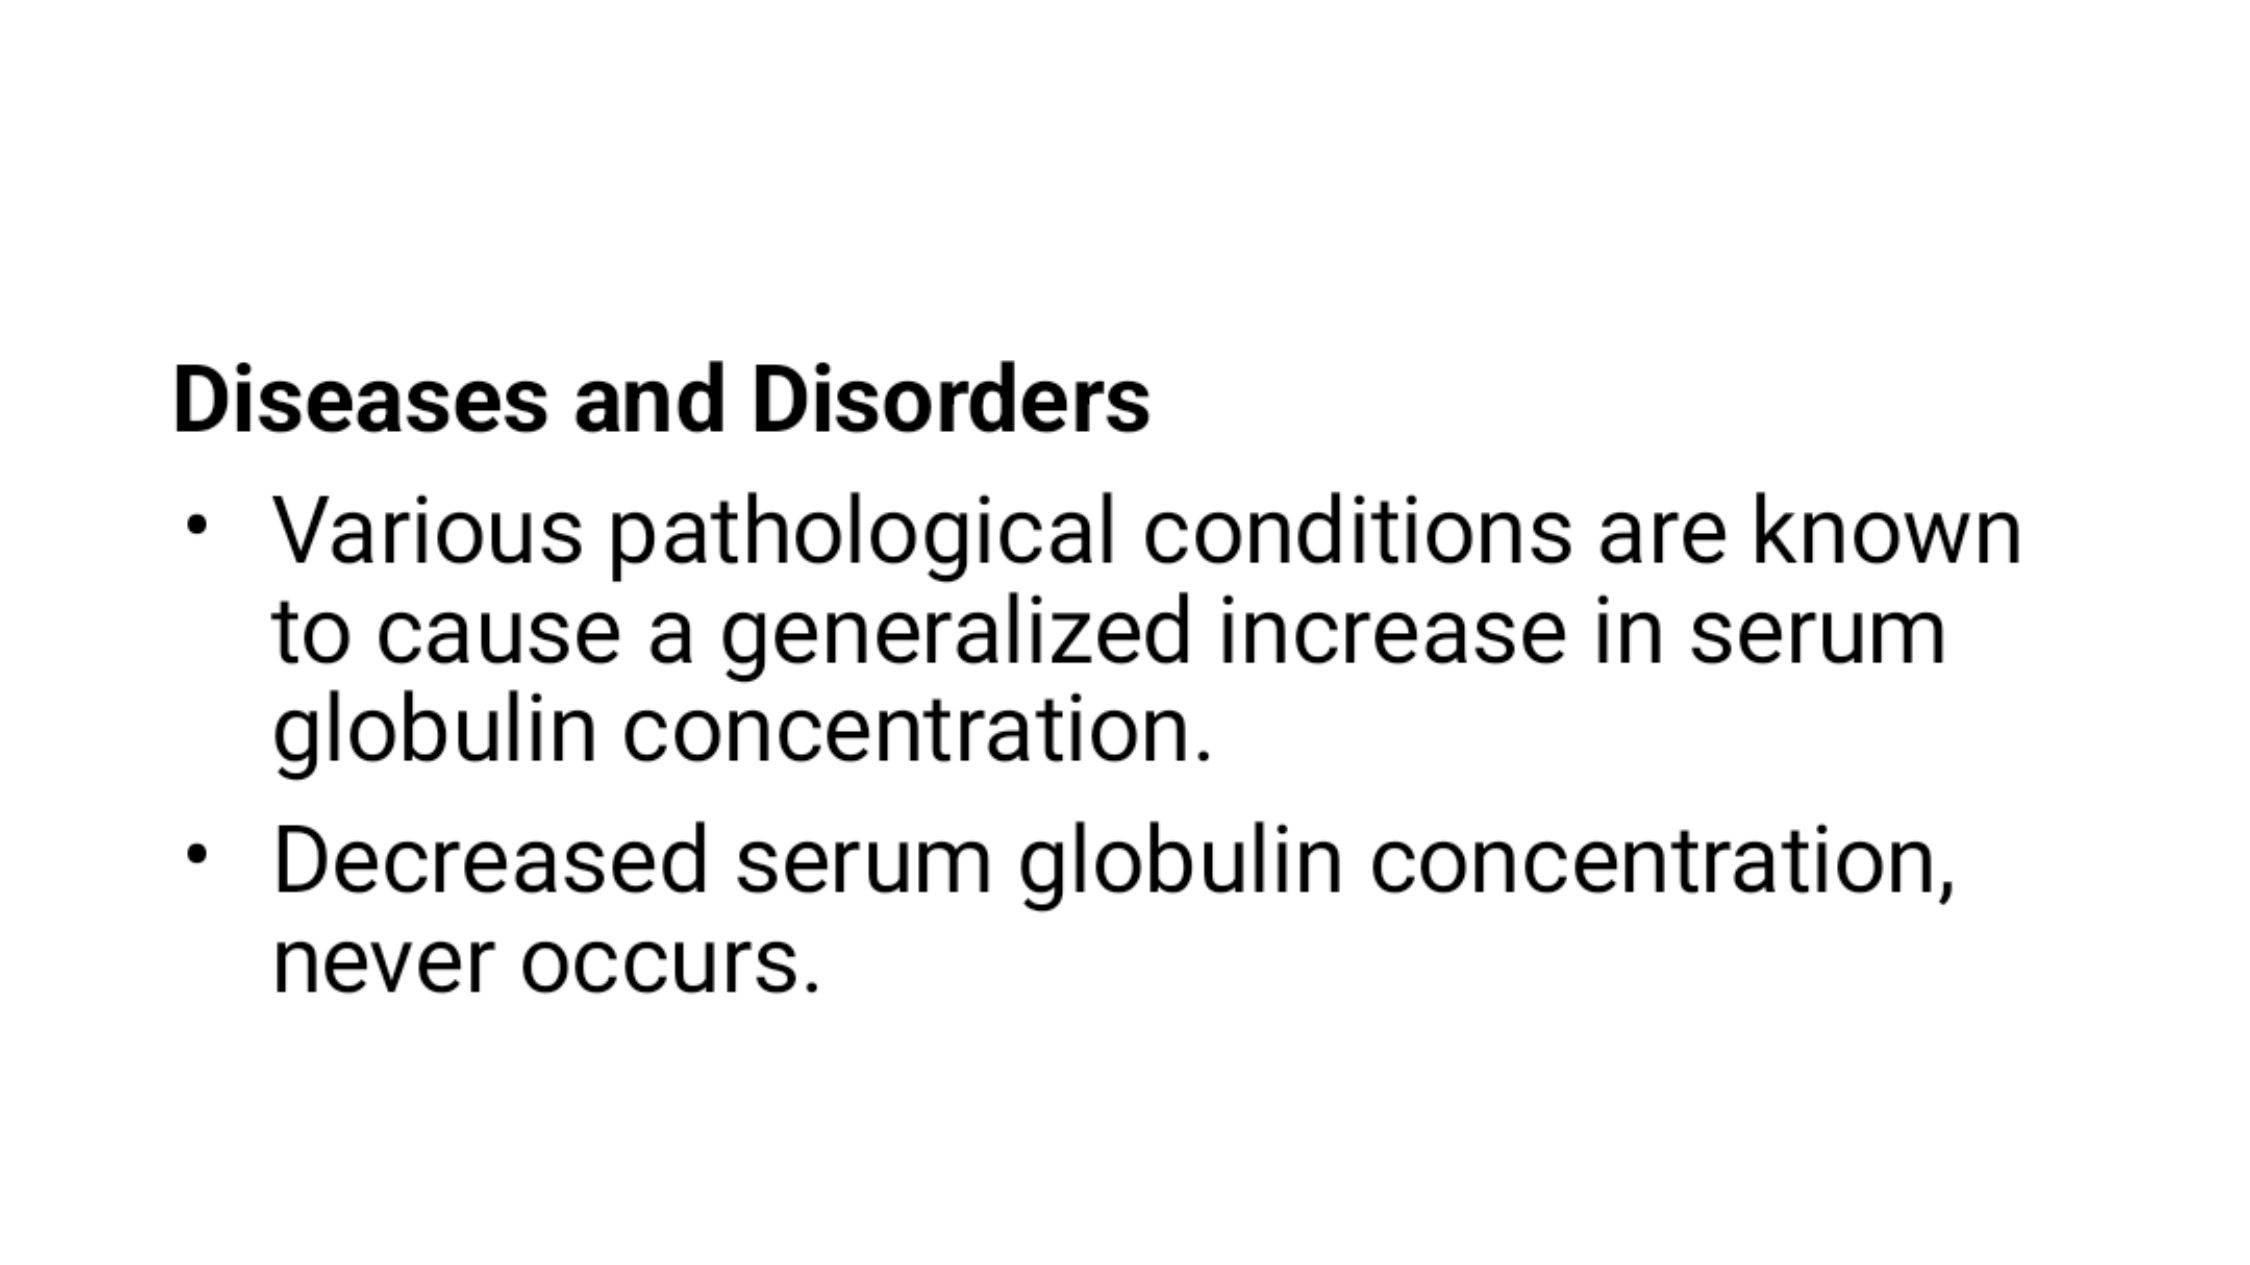 Diseases and Disorders
• Various pathological conditions are known
to cause a generalized increase in serum
globulin concentration.
• Decreased serum globulin concentration,
never occurs.